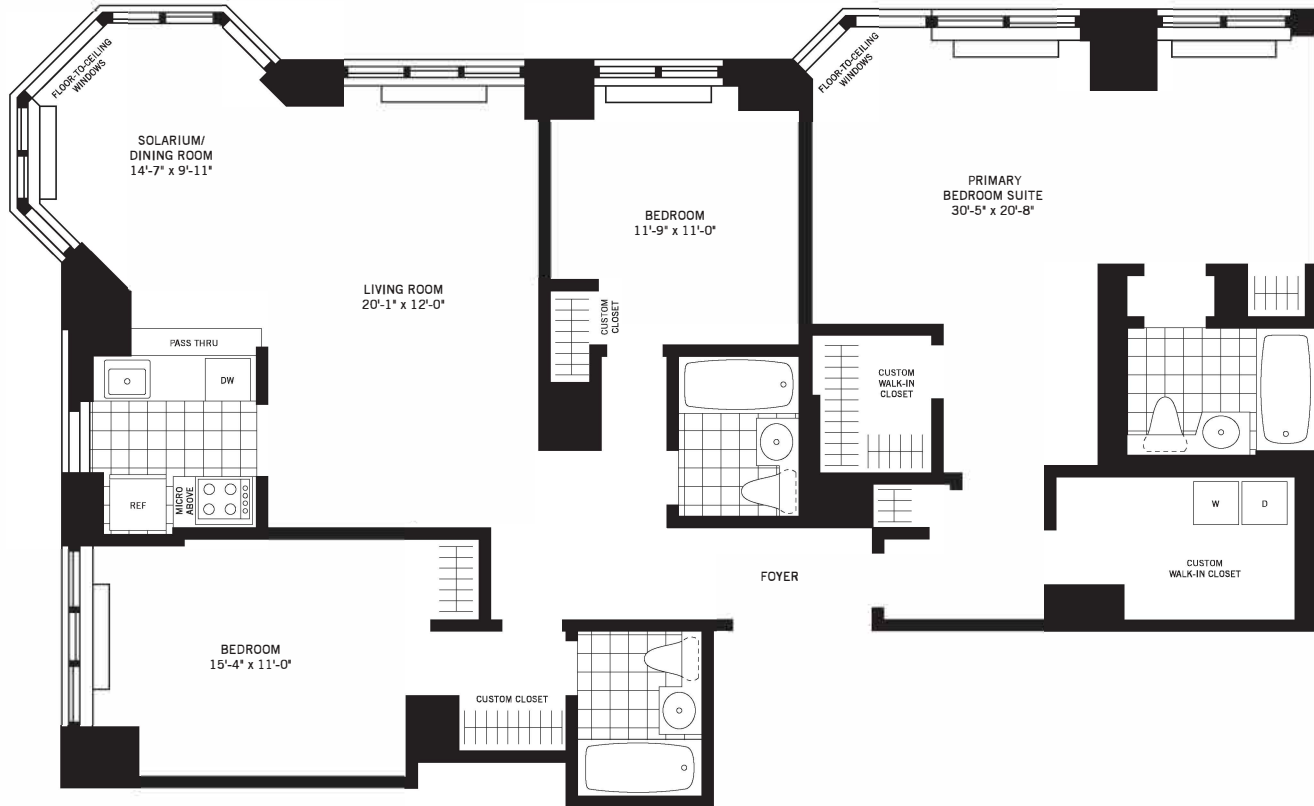 FLOOR-TO-CEILING
WINDOWS
FLOOR-TO-CEILING
WINDOWS
SOLARIUM/
DINING ROOM
14'-7" x 9'-11"
PRIMARY
BEDROOM SUITE
30'-5" x 20'-8"
BEDROOM
11'-9" x 11'-0"
LIVING ROOM
20'-1" x 12'-0"
CUSTOM
CLOSET
PASS THRU
DW
CUSTOM
WALK-IN
CLOSET
REF
MICRO
ABOVE
W
D
FOYER
CUSTOM
WALK-IN CLOSET
BEDROOM
15'-4" x 11'-0"
CUSTOM CLOSET